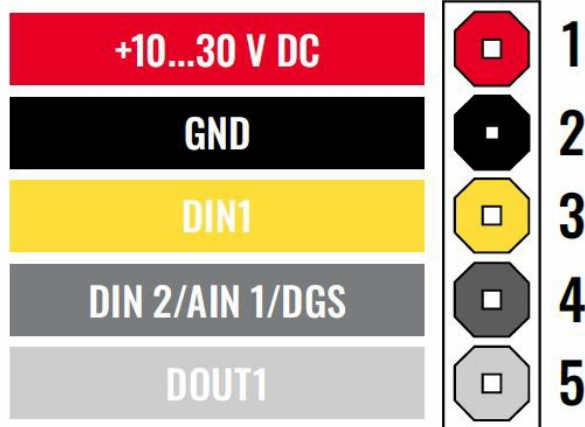 +10...30 V DC 1
GND 2
DIN1 3
DIN 2/AIN 1/DGS 4
DOUT1 5